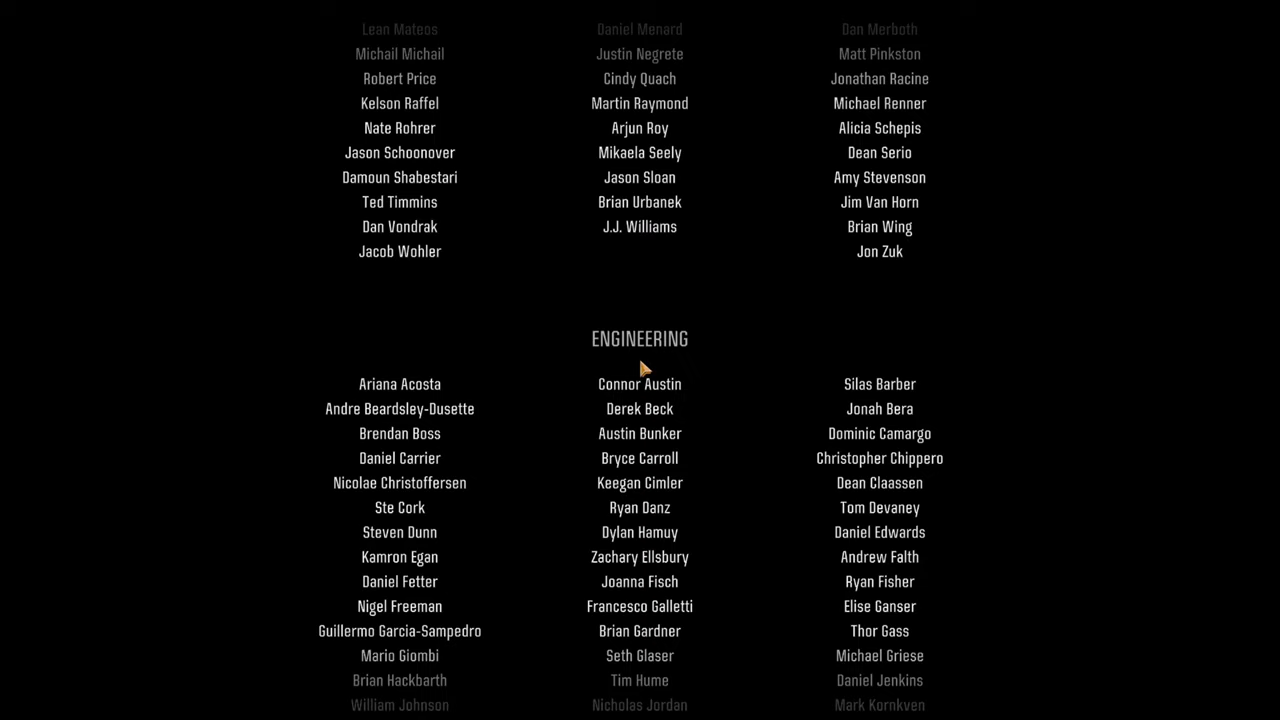 Lean Mateos Daniel Menard Dan Merboth
Michail Michail Justin Negrete Matt Pinkston
Robert Price Cindy Quach Jonathan Racine
Kelson Raffel Martin Raymond Michael Renner
Nate Rohrer Arjun Roy Alicia Schepis
Jason Schoonover Mikaela Seely Dean Serio
Damoun Shabestari Jason Sloan Amy Stevenson
Ted Timmins Brian Urbanek Jim Van Horn
Dan Vondrak J.J. Williams Brian Wing
Jacob Wohler Jon Zuk
ENGINEERING
Ariana Acosta Connor Austin Silas Barber
Andre Beardsley-Dusette Derek Beck Jonah Bera
Brendan Boss Austin Bunker Dominic Camargo
Daniel Carrier Bryce Carroll Christopher Chippero
Nicolae Christoffersen Keegan Cimler Dean Claassen
Ste Cork Ryan Danz Tom Devaney
Steven Dunn Dylan Hamuy Daniel Edwards
Kamron Egan Zachary Ellsbury Andrew Falth
Daniel Fetter Joanna Fisch Ryan Fisher
Nigel Freeman Francesco Galletti Elise Ganser
Guillermo Garcia-Sampedro Brian Gardner Thor Gass
Mario Giombi Seth Glaser Michael Griese
Brian Hackbarth Tim Hume Daniel Jenkins
William Johnson Nicholas Jordan Mark Kornkven